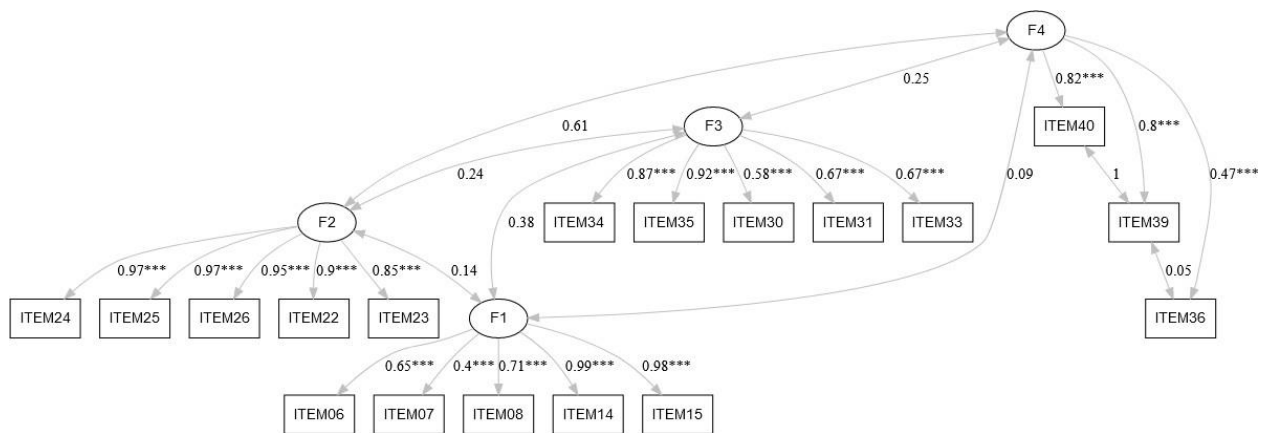 F4
0.82***
0.25
ITEM40
F3
0.61
0.8***
0.87***
0.92***
0.58***
0.67***
0.67***
0.09
1
0.47***
0.24
ITEM34
ITEM35
ITEM30
ITEM31
ITEM33
ITEM39
F2
0.38
0.97***
0.97***
0.95***
0.9***
0.85***
0.14
0.05
ITEM24
ITEM25
ITEM26
ITEM22
ITEM23
F1
ITEM36
0.65***
0.4***
0.71***
0.99***
0.98***
ITEM06
ITEM07
ITEM08
ITEM14
ITEM15